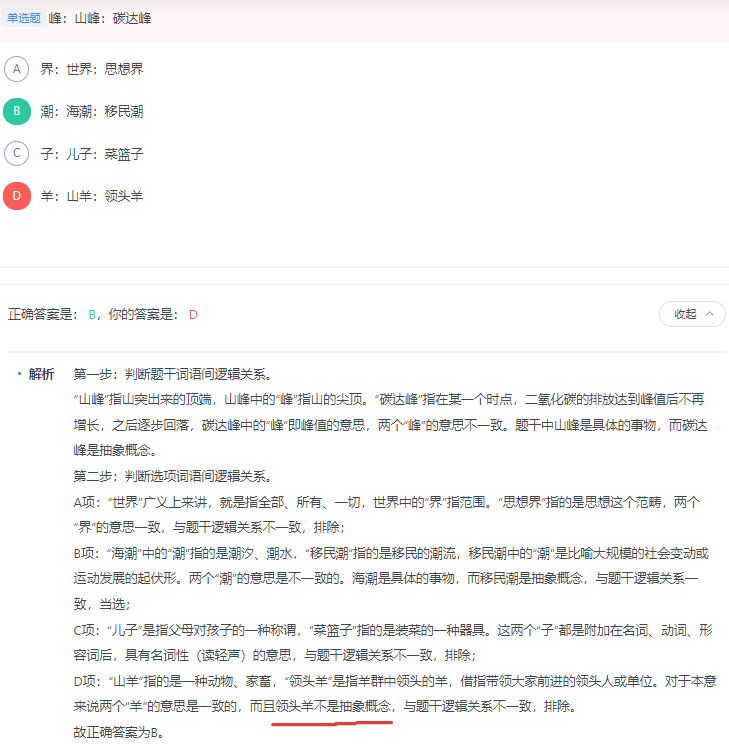 单选题 峰：山峰：碳达峰
A 界：世界：思想界
B 潮：海潮：移民潮
C 子：儿子：菜篮子
D 羊：山羊：领头羊
正确答案是： B，你的答案是： D
收起
解析 第一步：判断题干词语间逻辑关系。
“山峰”指山突出来的顶端，山峰中的“峰”指山的尖顶。“碳达峰”指在某一个时点，二氧化碳的排放达到峰值后不再
增长，之后逐步回落，碳达峰中的“峰”即峰值的意思，两个“峰”的意思不一致。题干中山峰是具体的事物，而碳达
峰是抽象概念。
第二步：判断选项词语间逻辑关系。
A项：“世界”广义上来讲，就是指全部、所有、一切，世界中的“界”指范围。“思想界”指的是思想这个范畴，两个
“界”的意思一致，与题干逻辑关系不一致，排除；
B项：“海潮”中的“潮”指的是潮汐、潮水，“移民潮”指的是移民的潮流，移民潮中的“潮”是比喻大规模的社会变动或
运动发展的起伏形。两个“潮”的意思是不一致的。海潮是具体的事物，而移民潮是抽象概念，与题干逻辑关系一
致，当选；
C项：“儿子”是指父母对孩子的一种称谓，“菜篮子”指的是装菜的一种器具。这两个“子”都是附加在名词、动词、形
容词后，具有名词性（读轻声）的意思，与题干逻辑关系不一致，排除；
D项：“山羊”指的是一种动物、家畜，“领头羊”是指羊群中领头的羊，借指带领大家前进的领头人或单位。对于本意
来说两个“羊”的意思是一致的，而且领头羊不是抽象概念，与题干逻辑关系不一致，排除。
故正确答案为B。